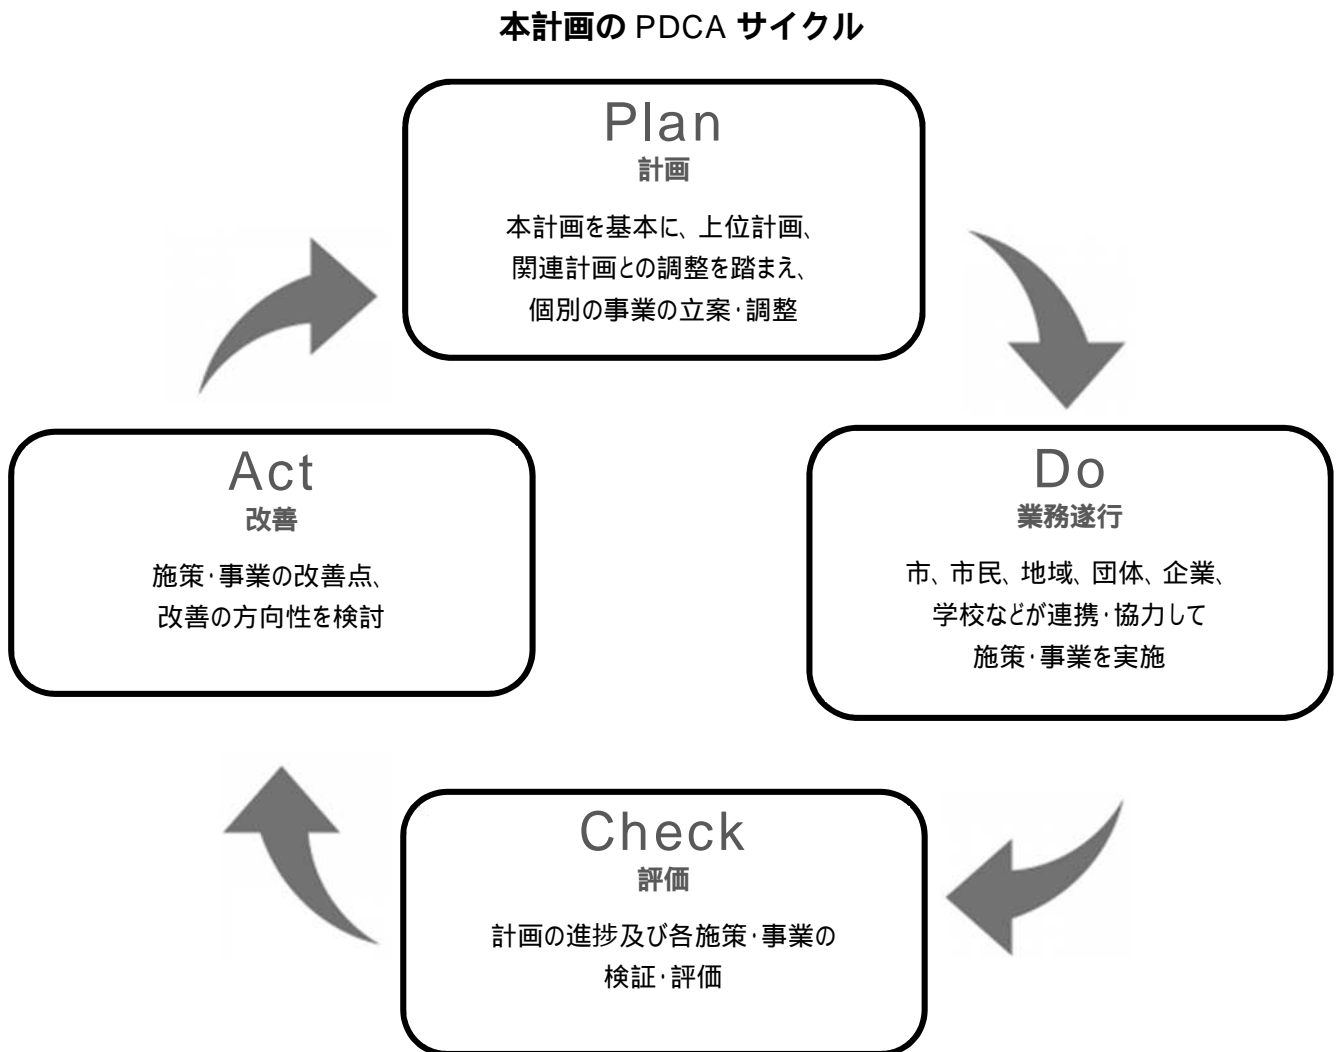 本計画の PDCA サイクル
Plan
計画
本計画を基本に、上位計画、
関連計画との調整を踏まえ、
個別の事業の立案・調整
Do
業務遂行
市、市民、地域、団体、企業、
学校などが連携・協力して
施策・事業を実施
Check
評価
計画の進捗及び各施策・事業の
検証・評価
Act
改善
施策・事業の改善点、
改善の方向性を検討